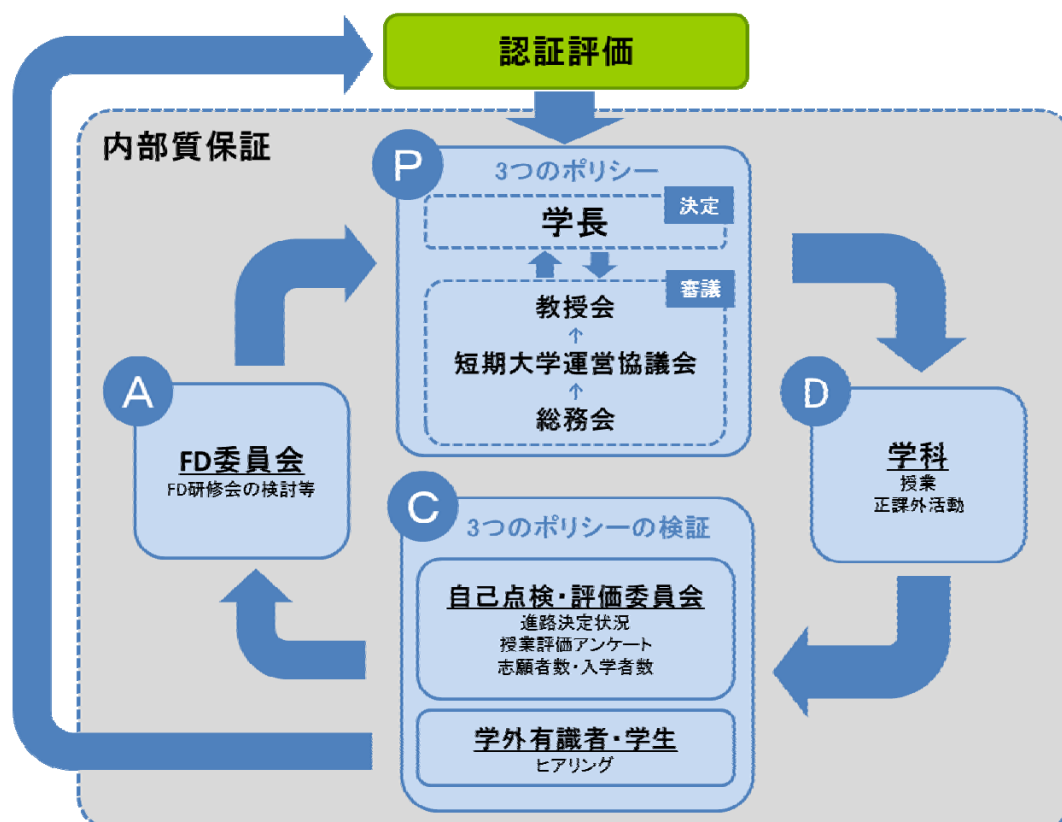 認証評価
内部質保証
P
3つのポリシー
決定
学長
審議
教授会
↑
短期大学運営協議会
↑
総務会
A
FD委員会
FD研修会の検討等
D
学科
授業
正課外活動
C
3つのポリシーの検証
自己点検・評価委員会
進路決定状況
授業評価アンケート
志願者数・入学者数
学外有識者・学生
ヒアリング